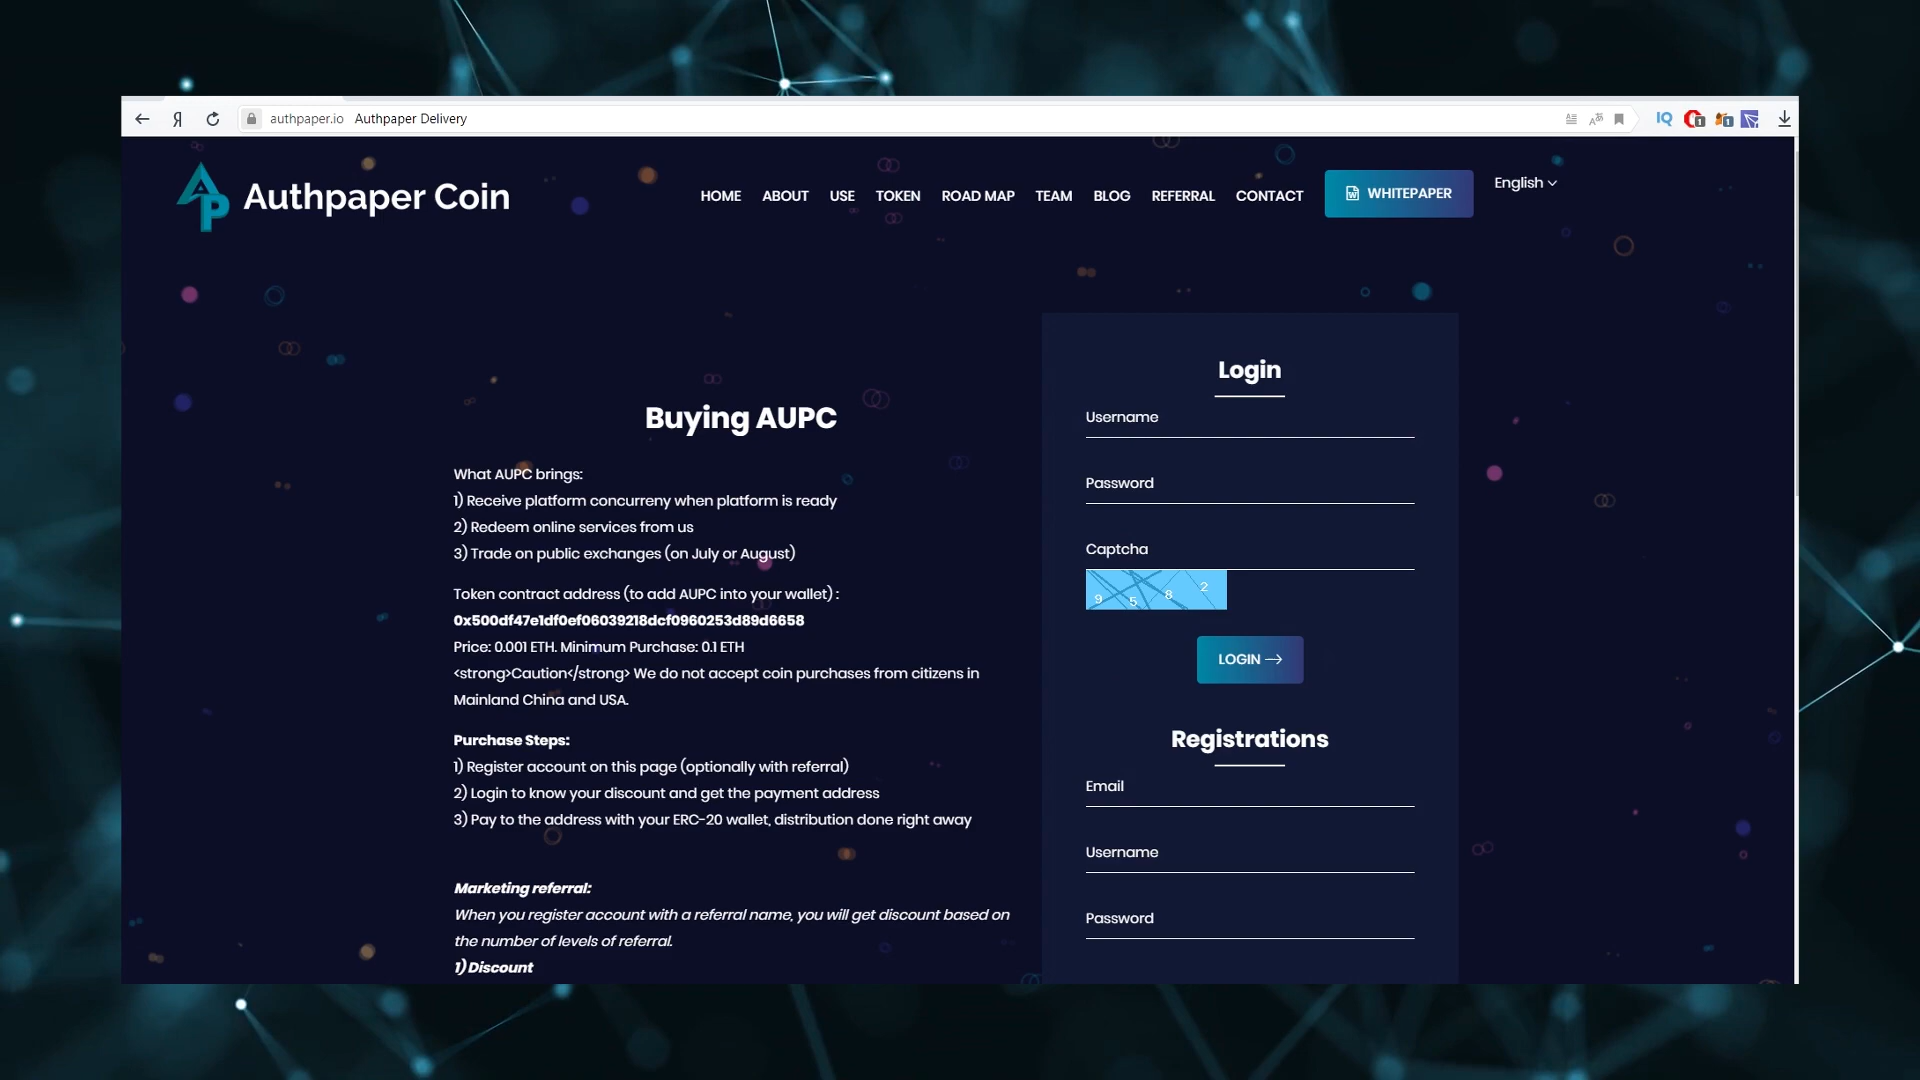 authpaper.io Authpaper Delivery
Authpaper Coin
HOME ABOUT USE TOKEN ROAD MAP TEAM BLOG REFERRAL CONTACT WHITEPAPER English
Buying AUPC
What AUPC brings:
1) Receive platform concurreny when platform is ready
2) Redeem online services from us
3) Trade on public exchanges (on July or August)
Token contract address (to add AUPC into your wallet) :
0x500df47e1df0ef06039218dcf0960253d89d6658
Price: 0.001 ETH. Minimum Purchase: 0.1 ETH
<strong>Caution</strong> We do not accept coin purchases from citizens in
Mainland China and USA.
Purchase Steps:
1) Register account on this page (optionally with referral)
2) Login to know your discount and get the payment address
3) Pay to the address with your ERC-20 wallet, distribution done right away
Marketing referral:
When you register account with a referral name, you will get discount based on
the number of levels of referral.
1) Discount
Login
Username
Password
Captcha
9 5 8 2
LOGIN
Registrations
Email
Username
Password